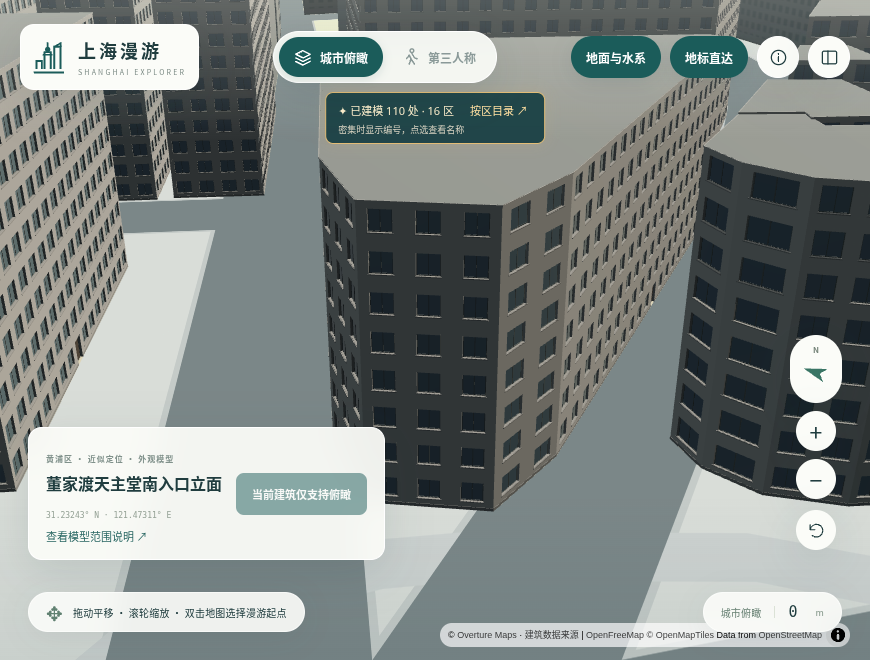 上海漫游
SHANGHAI EXPLORER
城市俯瞰
第三人称
地面与水系
地标直达
✦ 已建模 110 处 · 16 区
按区目录 ↗
密集时显示编号，点选查看名称
N
+
−
黄浦区 · 近似定位 · 外观模型
董家渡天主堂南入口立面
当前建筑仅支持俯瞰
31.23243° N · 121.47311° E
查看模型范围说明 ↗
拖动平移 · 滚轮缩放 · 双击地图选择漫游起点
城市俯瞰
0 m
© Overture Maps · 建筑数据来源 | OpenFreeMap © OpenMapTiles Data from OpenStreetMap